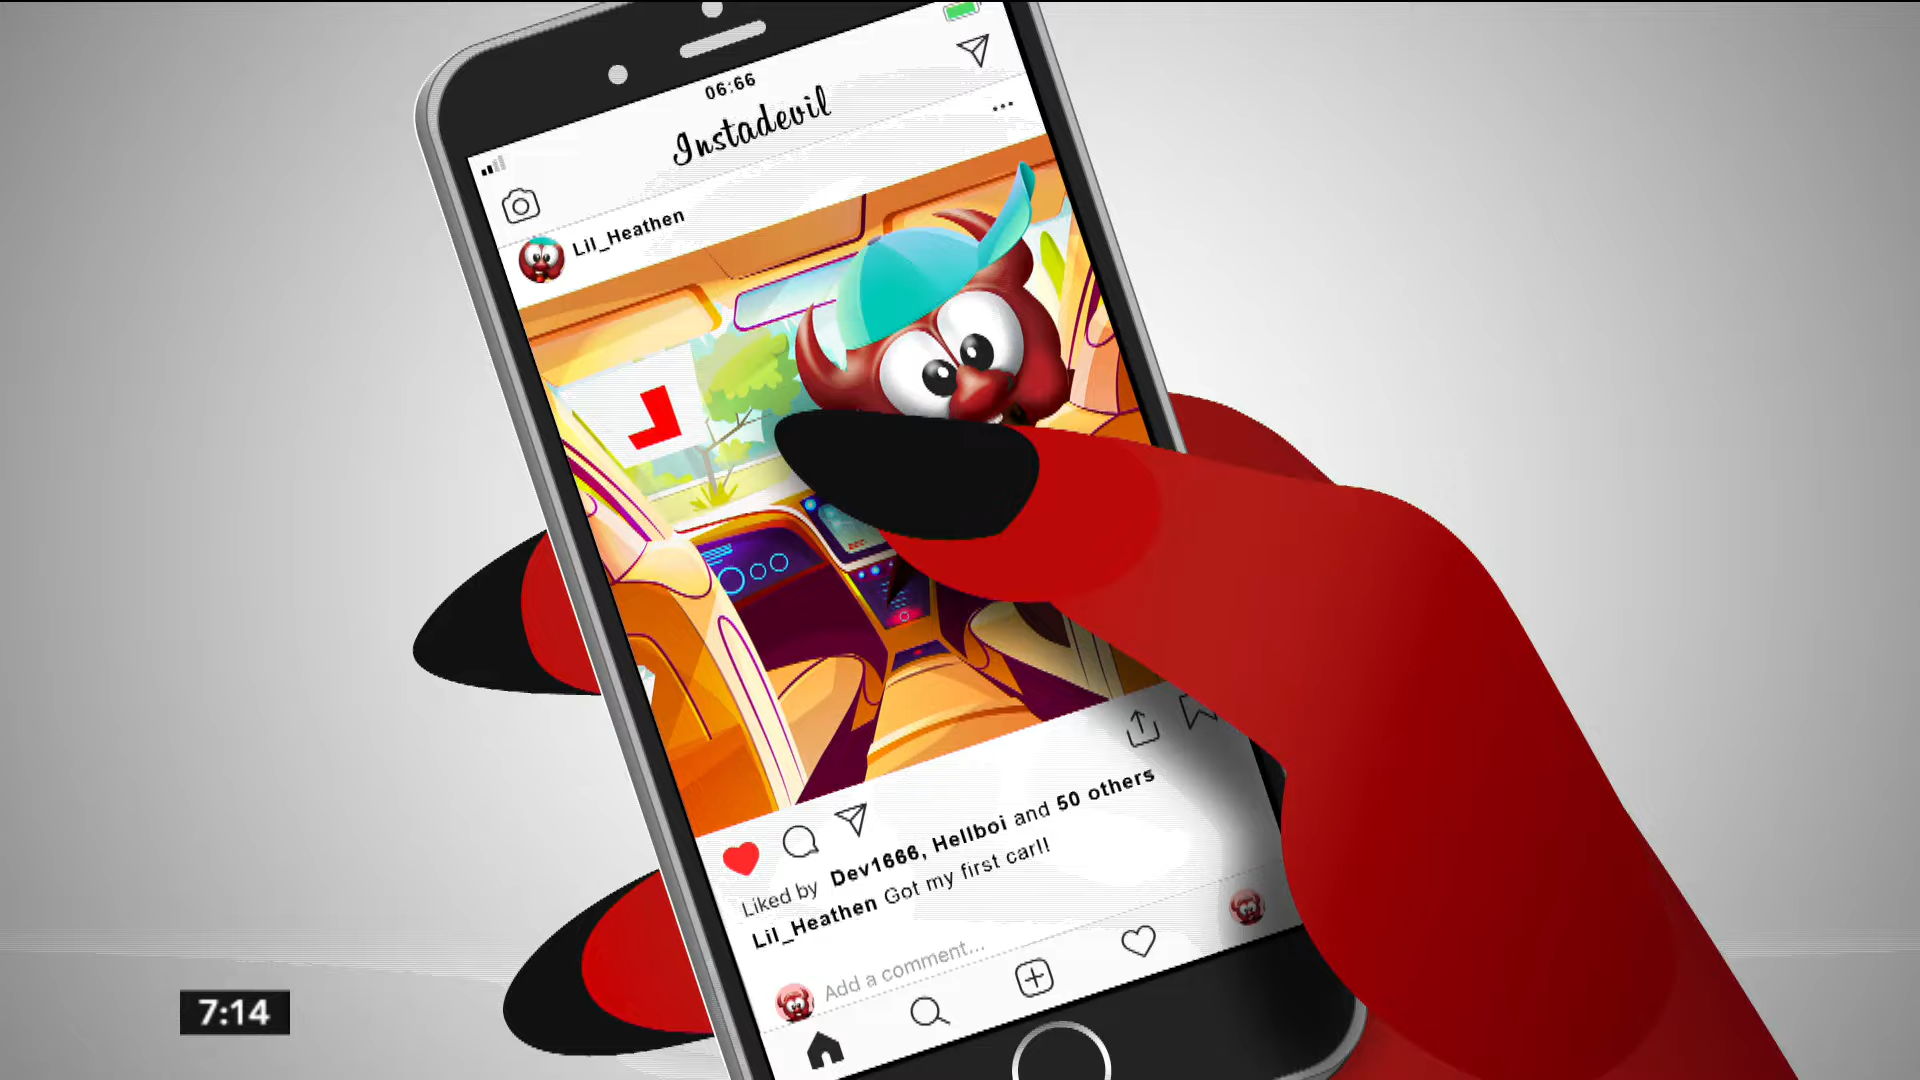 06:66
Instadevil
Lil_Heathen
L
Liked by Dev1666, Hellboi and 50 others
Lil_Heathen Got my first car!!
Add a comment...
7:14